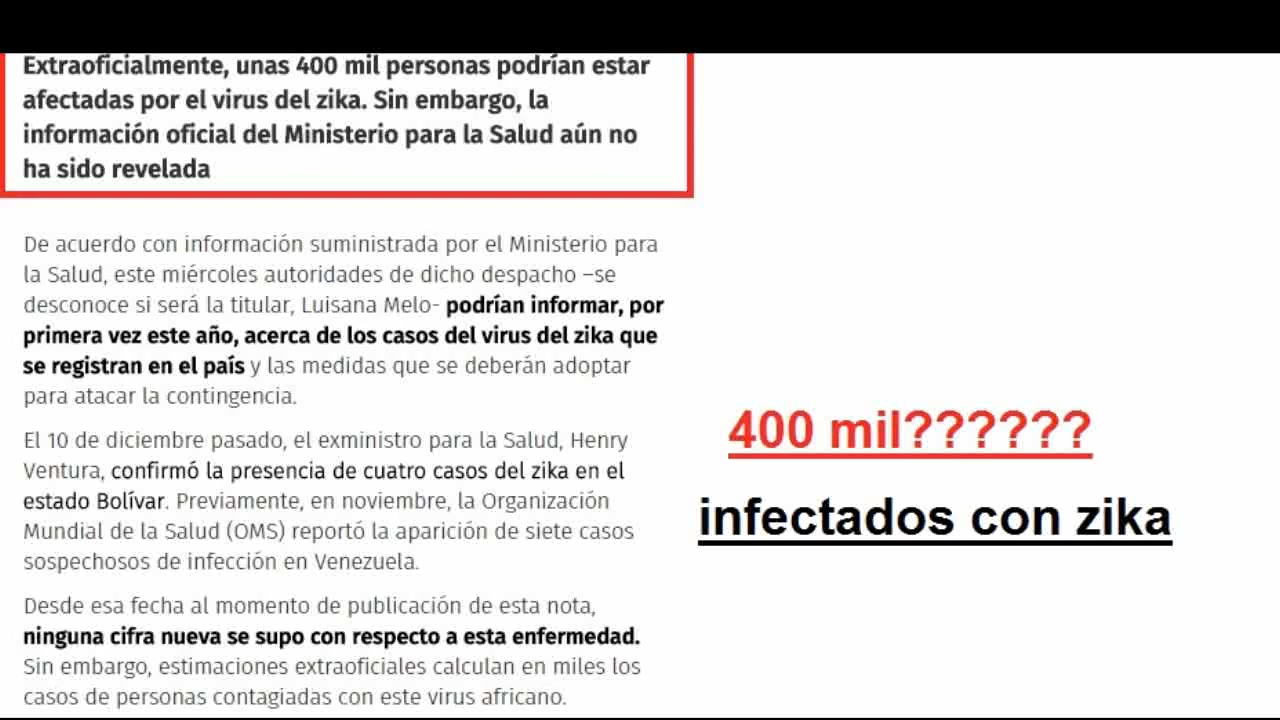 Extraoficialmente, unas 400 mil personas podrían estar
afectadas por el virus del zika. Sin embargo, la
información oficial del Ministerio para la Salud aún no
ha sido revelada
De acuerdo con información suministrada por el Ministerio para
la Salud, este miércoles autoridades de dicho despacho –se
desconoce si será la titular, Luisana Melo- podrían informar, por
primera vez este año, acerca de los casos del virus del zika que
se registran en el país y las medidas que se deberán adoptar
para atacar la contingencia.
El 10 de diciembre pasado, el exministro para la Salud, Henry
Ventura, confirmó la presencia de cuatro casos del zika en el
estado Bolívar. Previamente, en noviembre, la Organización
Mundial de la Salud (OMS) reportó la aparición de siete casos
sospechosos de infección en Venezuela.
Desde esa fecha al momento de publicación de esta nota,
ninguna cifra nueva se supo con respecto a esta enfermedad.
Sin embargo, estimaciones extraoficiales calculan en miles los
casos de personas contagiadas con este virus africano.
400 mil??????
infectados con zika